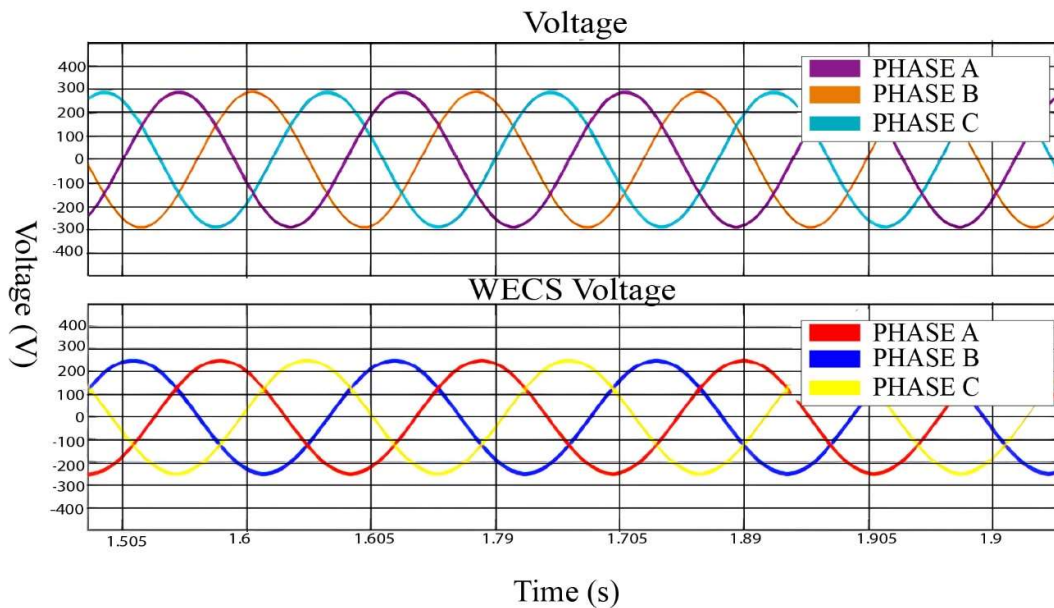 Voltage
400
300
200
100
0
-100
-200
-300
-400
PHASE A
PHASE B
PHASE C
Voltage (V)
WECS Voltage
400
300
200
100
0
-100
-200
-300
-400
PHASE A
PHASE B
PHASE C
1.505 1.6 1.605 1.79 1.705 1.89 1.905 1.9
Time (s)